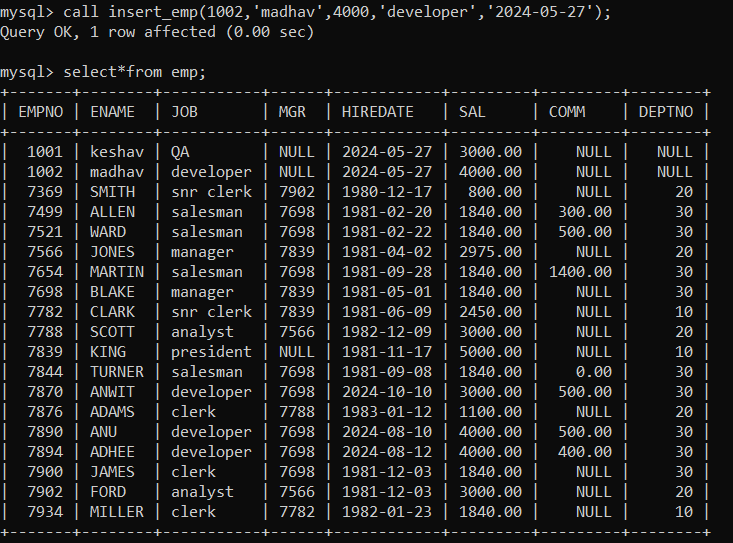 mysql> call insert_emp(1002,'madhav',4000,'developer','2024-05-27');
Query OK, 1 row affected (0.00 sec)
mysql> select*from emp;
+-------+--------+-----------+------+------------+---------+---------+--------+
| EMPNO | ENAME  | JOB       | MGR  | HIREDATE   | SAL     | COMM    | DEPTNO |
+-------+--------+-----------+------+------------+---------+---------+--------+
|  1001 | keshav | QA        | NULL | 2024-05-27 | 3000.00 |    NULL |   NULL |
|  1002 | madhav | developer | NULL | 2024-05-27 | 4000.00 |    NULL |   NULL |
|  7369 | SMITH  | snr clerk | 7902 | 1980-12-17 |  800.00 |    NULL |     20 |
|  7499 | ALLEN  | salesman  | 7698 | 1981-02-20 | 1840.00 |  300.00 |     30 |
|  7521 | WARD   | salesman  | 7698 | 1981-02-22 | 1840.00 |  500.00 |     30 |
|  7566 | JONES  | manager   | 7839 | 1981-04-02 | 2975.00 |    NULL |     20 |
|  7654 | MARTIN | salesman  | 7698 | 1981-09-28 | 1840.00 | 1400.00 |     30 |
|  7698 | BLAKE  | manager   | 7839 | 1981-05-01 | 1840.00 |    NULL |     30 |
|  7782 | CLARK  | snr clerk | 7839 | 1981-06-09 | 2450.00 |    NULL |     10 |
|  7788 | SCOTT  | analyst   | 7566 | 1982-12-09 | 3000.00 |    NULL |     20 |
|  7839 | KING   | president | NULL | 1981-11-17 | 5000.00 |    NULL |     10 |
|  7844 | TURNER | salesman  | 7698 | 1981-09-08 | 1840.00 |    0.00 |     30 |
|  7870 | ANWIT  | developer | 7698 | 2024-10-10 | 3000.00 |  500.00 |     30 |
|  7876 | ADAMS  | clerk     | 7788 | 1983-01-12 | 1100.00 |    NULL |     20 |
|  7890 | ANU    | developer | 7698 | 2024-08-10 | 4000.00 |  500.00 |     30 |
|  7894 | ADHEE  | developer | 7698 | 2024-08-12 | 4000.00 |  400.00 |     30 |
|  7900 | JAMES  | clerk     | 7698 | 1981-12-03 | 1840.00 |    NULL |     30 |
|  7902 | FORD   | analyst   | 7566 | 1981-12-03 | 3000.00 |    NULL |     20 |
|  7934 | MILLER | clerk     | 7782 | 1982-01-23 | 1840.00 |    NULL |     10 |
+-------+--------+-----------+------+------------+---------+---------+--------+